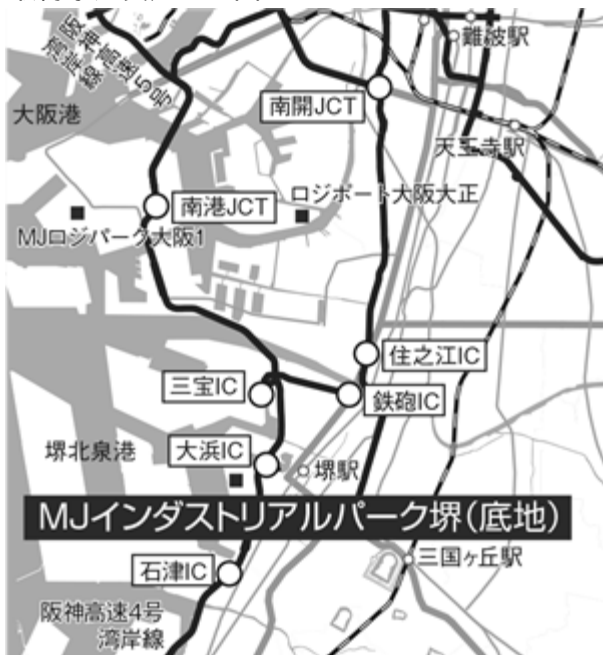 阪神高速5号
湾岸線
難波駅
南開JCT
大阪港
天王寺駅
ロジポート大阪大正
南港JCT
MJロジパーク大阪1
住之江IC
三宝IC
鉄砲IC
堺北泉港
大浜IC
堺駅
MJインダストリアルパーク堺(底地)
三国ヶ丘駅
石津IC
阪神高速4号
湾岸線